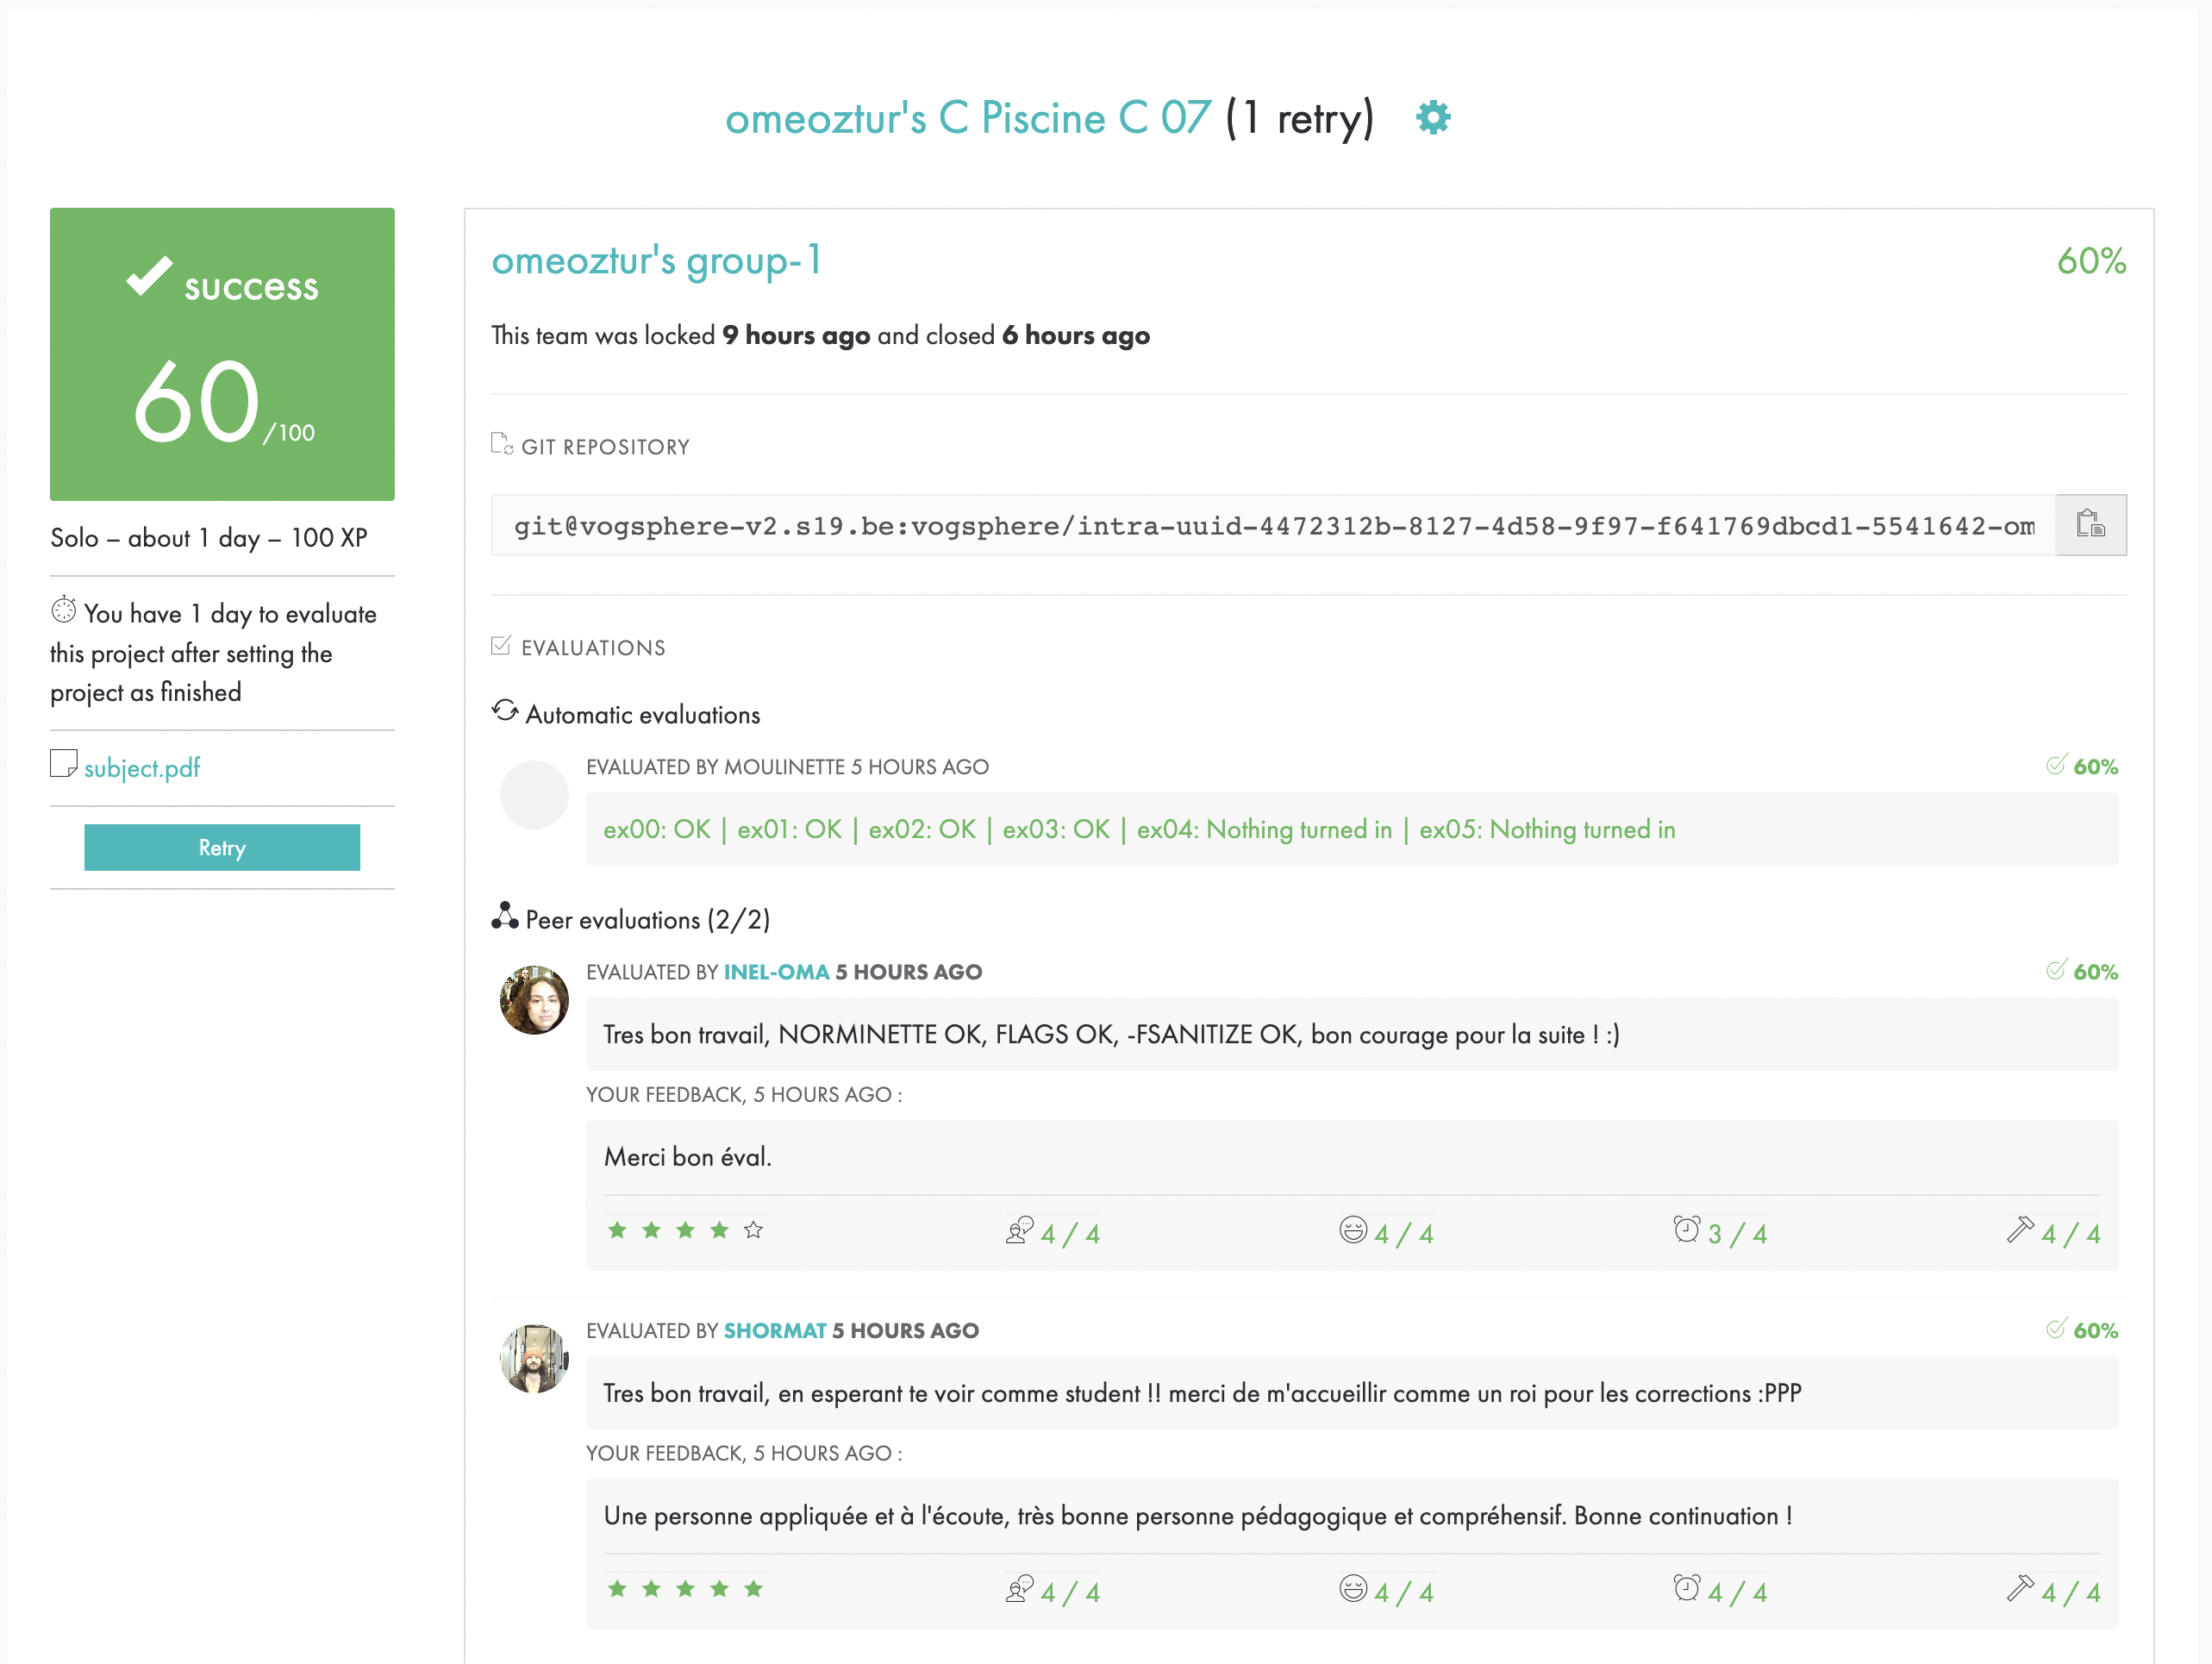 omeoztur's C Piscine C 07 (1 retry)
success
60/100
Solo – about 1 day – 100 XP
You have 1 day to evaluate
this project after setting the
project as finished
subject.pdf
Retry
omeoztur's group-1
60%
This team was locked 9 hours ago and closed 6 hours ago
GIT REPOSITORY
git@vogsphere-v2.s19.be:vogsphere/intra-uuid-4472312b-8127-4d58-9f97-f641769dbcd1-5541642-om
EVALUATIONS
Automatic evaluations
EVALUATED BY MOULINETTE 5 HOURS AGO
60%
ex00: OK | ex01: OK | ex02: OK | ex03: OK | ex04: Nothing turned in | ex05: Nothing turned in
Peer evaluations (2/2)
EVALUATED BY INEL-OMA 5 HOURS AGO
60%
Tres bon travail, NORMINETTE OK, FLAGS OK, -FSANITIZE OK, bon courage pour la suite ! :)
YOUR FEEDBACK, 5 HOURS AGO :
Merci bon éval.
4 / 4
4 / 4
3 / 4
4 / 4
EVALUATED BY SHORMAT 5 HOURS AGO
60%
Tres bon travail, en esperant te voir comme student !! merci de m'accueillir comme un roi pour les corrections :PPP
YOUR FEEDBACK, 5 HOURS AGO :
Une personne appliquée et à l'écoute, très bonne personne pédagogique et compréhensif. Bonne continuation !
4 / 4
4 / 4
4 / 4
4 / 4